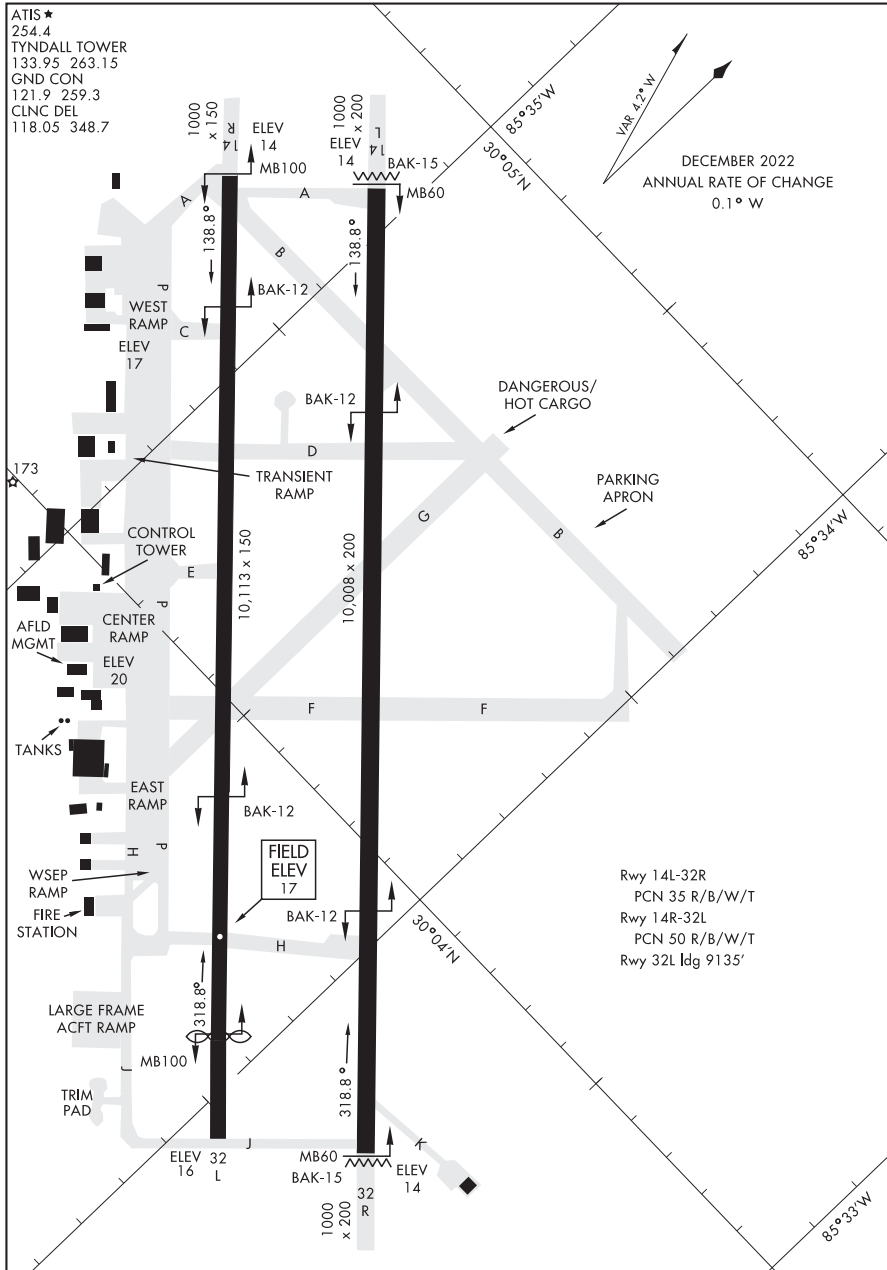 ATIS ★
254.4
TYNDALL TOWER
133.95 263.15
GND CON
121.9 259.3
CLNC DEL
118.05 348.7
1000
x 150
14
R
ELEV
14
MB100
1000
x 200
ELEV
14
14
L
BAK-15
MB60
85°35'W
30°05'N
VAR 4.2° W
DECEMBER 2022
ANNUAL RATE OF CHANGE
0.1° W
A
A
B
138.8°
138.8°
P
WEST
RAMP
C
BAK-12
ELEV
17
BAK-12
DANGEROUS/
HOT CARGO
D
173
TRANSIENT
RAMP
PARKING
APRON
G
B
85°34'W
CONTROL
TOWER
10,113 x 150
10,008 x 200
E
P
AFLD
MGMT
CENTER
RAMP
ELEV
20
F
F
TANKS
EAST
RAMP
BAK-12
H
P
FIELD
ELEV
17
WSEP
RAMP
BAK-12
FIRE
STATION
H
30°04'N
Rwy 14L-32R
PCN 35 R/B/W/T
Rwy 14R-32L
PCN 50 R/B/W/T
Rwy 32L ldg 9135'
318.8°
LARGE FRAME
ACFT RAMP
MB100
J
318.8°
TRIM
PAD
J
K
ELEV
16
32
L
MB60
BAK-15
ELEV
14
32
R
1000
x 200
85°33'W